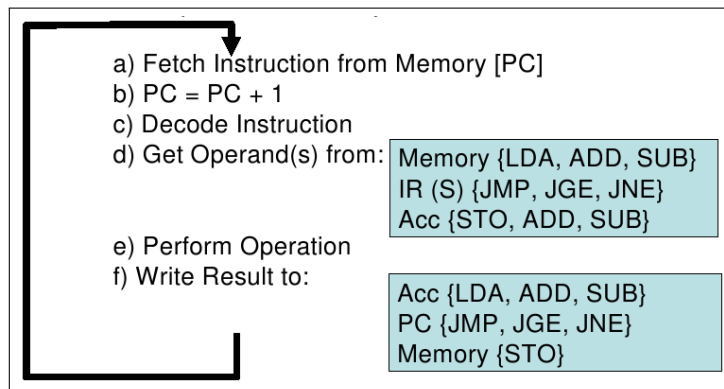 a) Fetch Instruction from Memory [PC]
b) PC = PC + 1
c) Decode Instruction
d) Get Operand(s) from:
Memory {LDA, ADD, SUB}
IR (S) {JMP, JGE, JNE}
Acc {STO, ADD, SUB}
e) Perform Operation
f) Write Result to:
Acc {LDA, ADD, SUB}
PC {JMP, JGE, JNE}
Memory {STO}